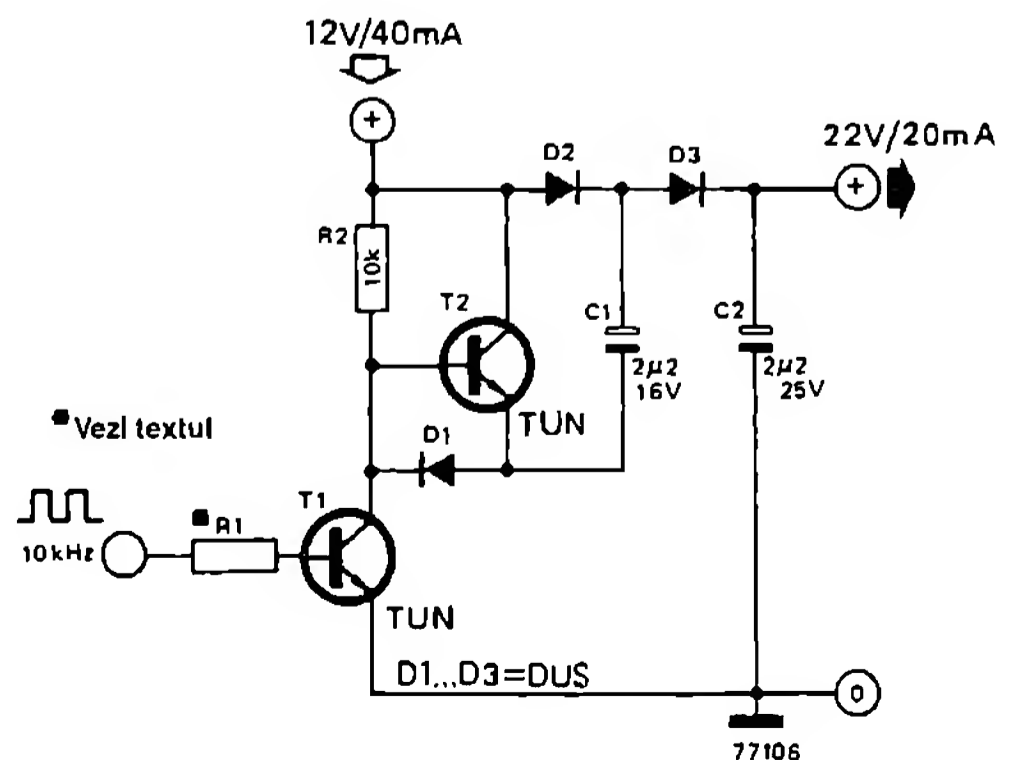 12V/40mA
+
22V/20mA
D2
D3
+
R2
10k
T2
C1
C2
2µ2
16V
2µ2
25V
TUN
■Vezl textul
D1
T1
■R1
10kHz
TUN
D1...D3=DUS
0
77106